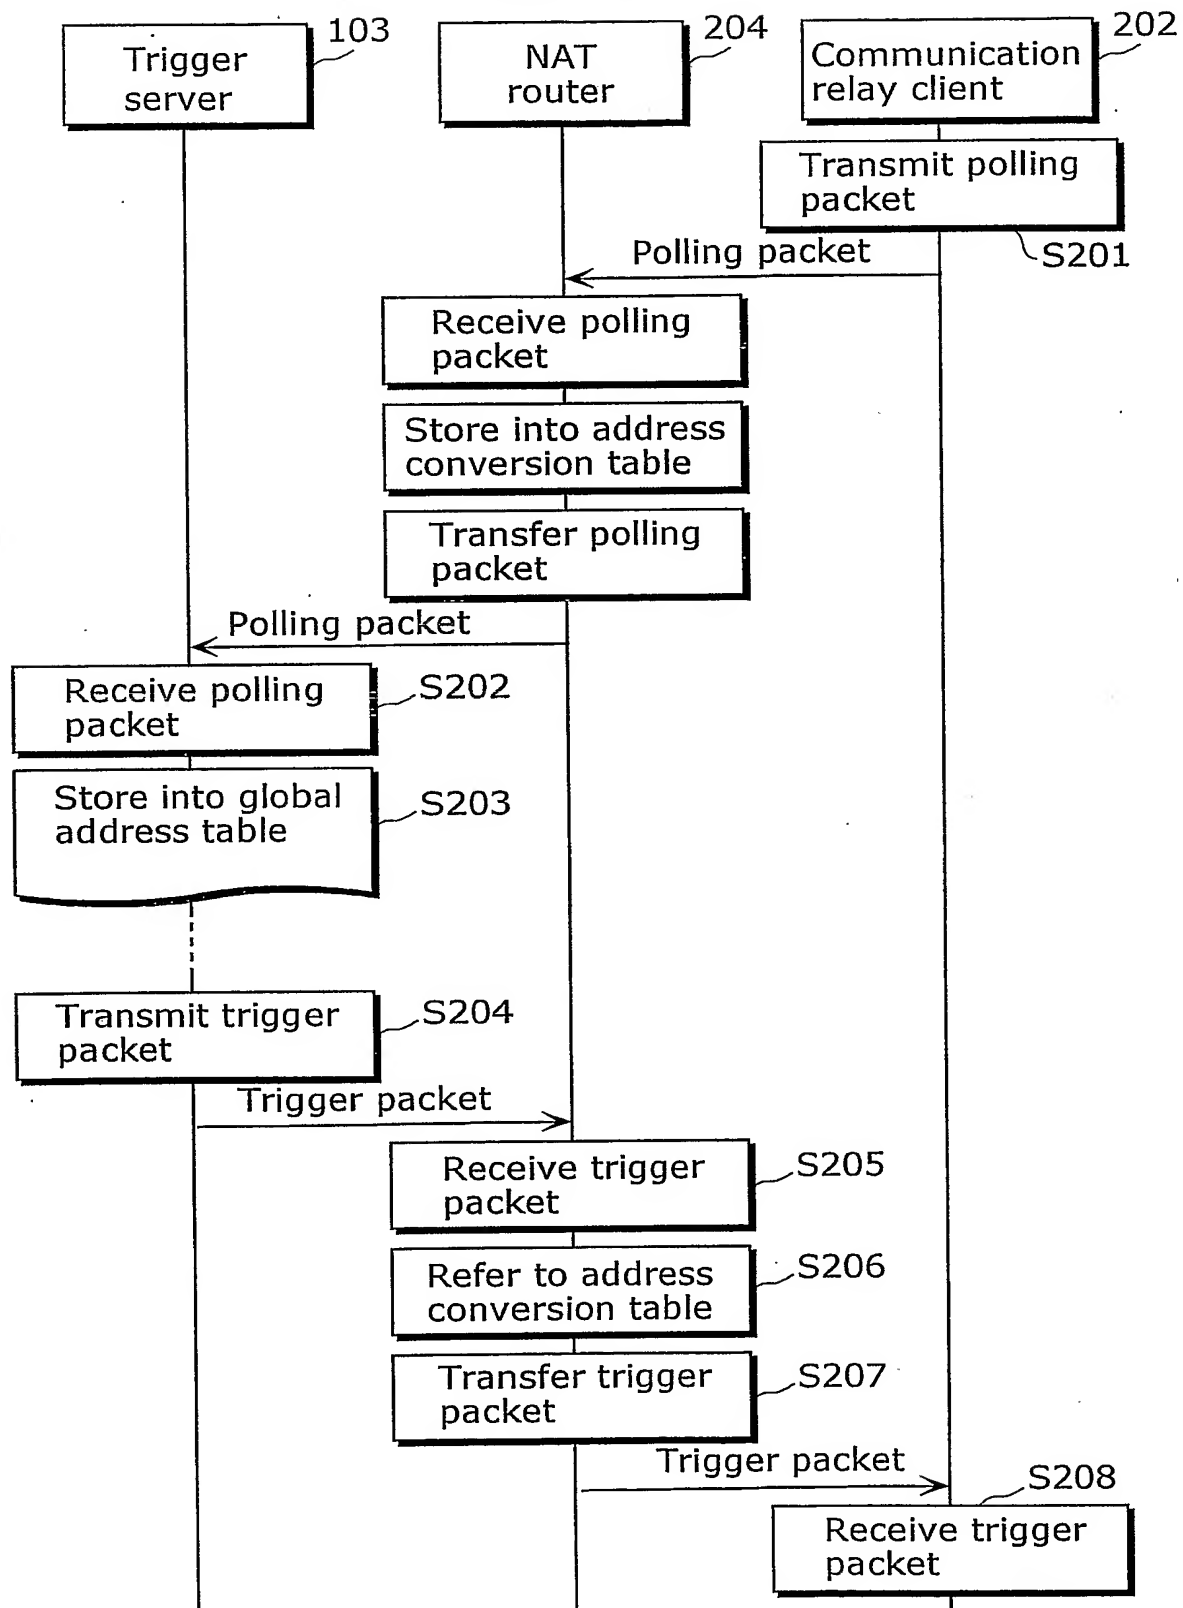 103
Trigger
server
204
NAT
router
202
Communication
relay client
Transmit polling
packet
S201
Polling packet
Receive polling
packet
Store into address
conversion table
Transfer polling
packet
Polling packet
Receive polling
packet
S202
Store into global
address table
S203
Transmit trigger
packet
S204
Trigger packet
Receive trigger
packet
S205
Refer to address
conversion table
S206
Transfer trigger
packet
S207
Trigger packet
S208
Receive trigger
packet